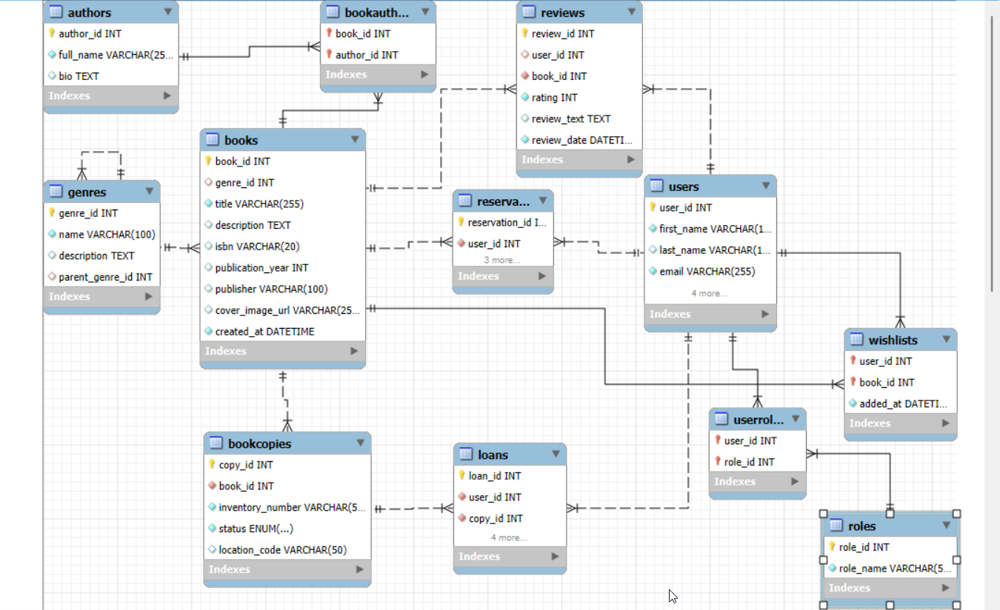 authors
author_id INT
full_name VARCHAR(25...
bio TEXT
Indexes
bookauth...
book_id INT
author_id INT
Indexes
reviews
review_id INT
user_id INT
book_id INT
rating INT
review_text TEXT
review_date DATETI...
Indexes
books
book_id INT
genre_id INT
title VARCHAR(255)
description TEXT
isbn VARCHAR(20)
publication_year INT
publisher VARCHAR(100)
cover_image_url VARCHAR(25...
created_at DATETIME
Indexes
genres
genre_id INT
name VARCHAR(100)
description TEXT
parent_genre_id INT
Indexes
reserva...
reservation_id I...
user_id INT
3 more...
Indexes
users
user_id INT
first_name VARCHAR(1...
last_name VARCHAR(1...
email VARCHAR(255)
4 more...
Indexes
wishlists
user_id INT
book_id INT
added_at DATETI...
Indexes
userrol...
user_id INT
role_id INT
Indexes
bookcopies
copy_id INT
book_id INT
inventory_number VARCHAR(5...
status ENUM(...)
location_code VARCHAR(50)
Indexes
loans
loan_id INT
user_id INT
copy_id INT
4 more...
Indexes
roles
role_id INT
role_name VARCHAR(5...
Indexes